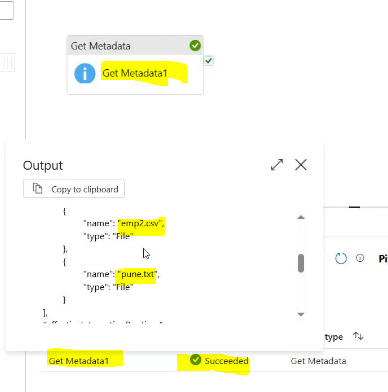 Get Metadata
Get Metadata1
Output
Copy to clipboard
{
"name": "emp2.csv",
"type": "File"
},
{
"name": "pune.txt",
"type": "File"
}
],
Pi
type
Get Metadata1 Succeeded Get Metadata